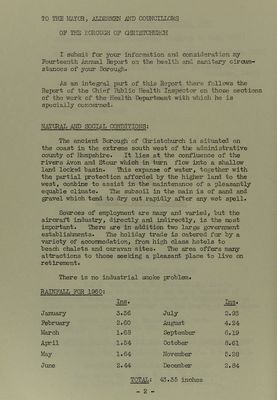 TO THE MAYOR, ALDERMEN AND COUNCILLORS
OF THE BOROUGH OF CHRISTCHURCH
I submit for your information and consideration my
Fourteenth Annual Report on the health and sanitary circum-
stances of your Borough.
As an integral part of this Report there follows the
Report of the Chief Public Health Inspector on those sections
of the work of the Health Department with which he is
specially concerned.
NATURAL AND SOCIAL CONDITIONS:
The ancient Borough of Christchurch is situated on
the coast in the extreme south west of the administrative
county of Hampshire. It lies at the confluence of the
rivers Avon and Stour which in turn flow into a shallow
land locked basin. This expanse of water, together with
the partial protection afforded by the higher land to the
west, combine to assist in the maintenance of a pleasantly
equable climate. The subsoil in the main is of sand and
gravel which tend to dry out rapidly after any wet spell.
Sources of employment are many and varied, but the
aircraft industry, directly and indirectly, is the most
important. There are in addition two large government
establishments. The holiday trade is catered for by a
variety of accommodation, from high class hotels to
beach chalets and caravan sites. The area offers many
attractions to those seeking a pleasant place to live on
retirement.
There is no industrial smoke problem.
RAINFALL FOR 1960:
Ins. Ins.
January 3.56 July 2.93
February 2.60 August 4.24
March 1.68 September 6.19
April 1.54 October 8.61
May 1.64 November 5.28
June 2.44 December 2.84
TOTAL: 43.55 inches
- 2 -